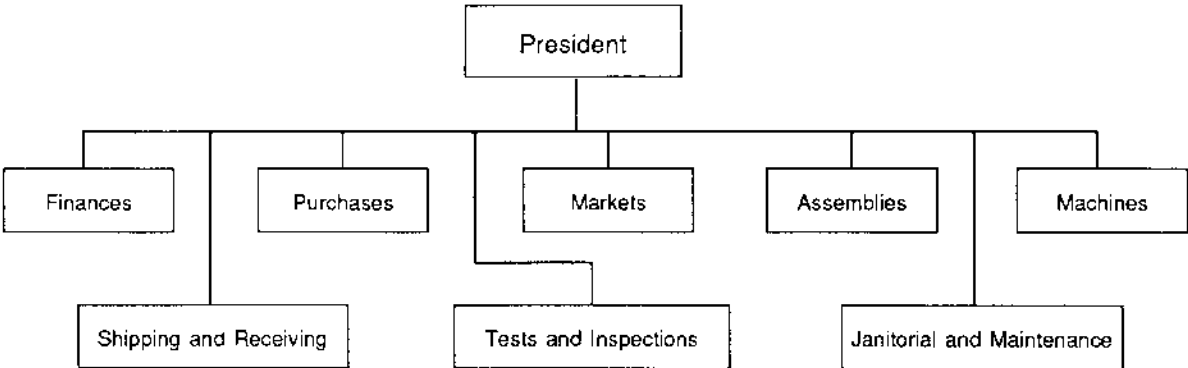 President
Finances
Purchases
Markets
Assemblies
Machines
Shipping and Receiving
Tests and Inspections
Janitorial and Maintenance